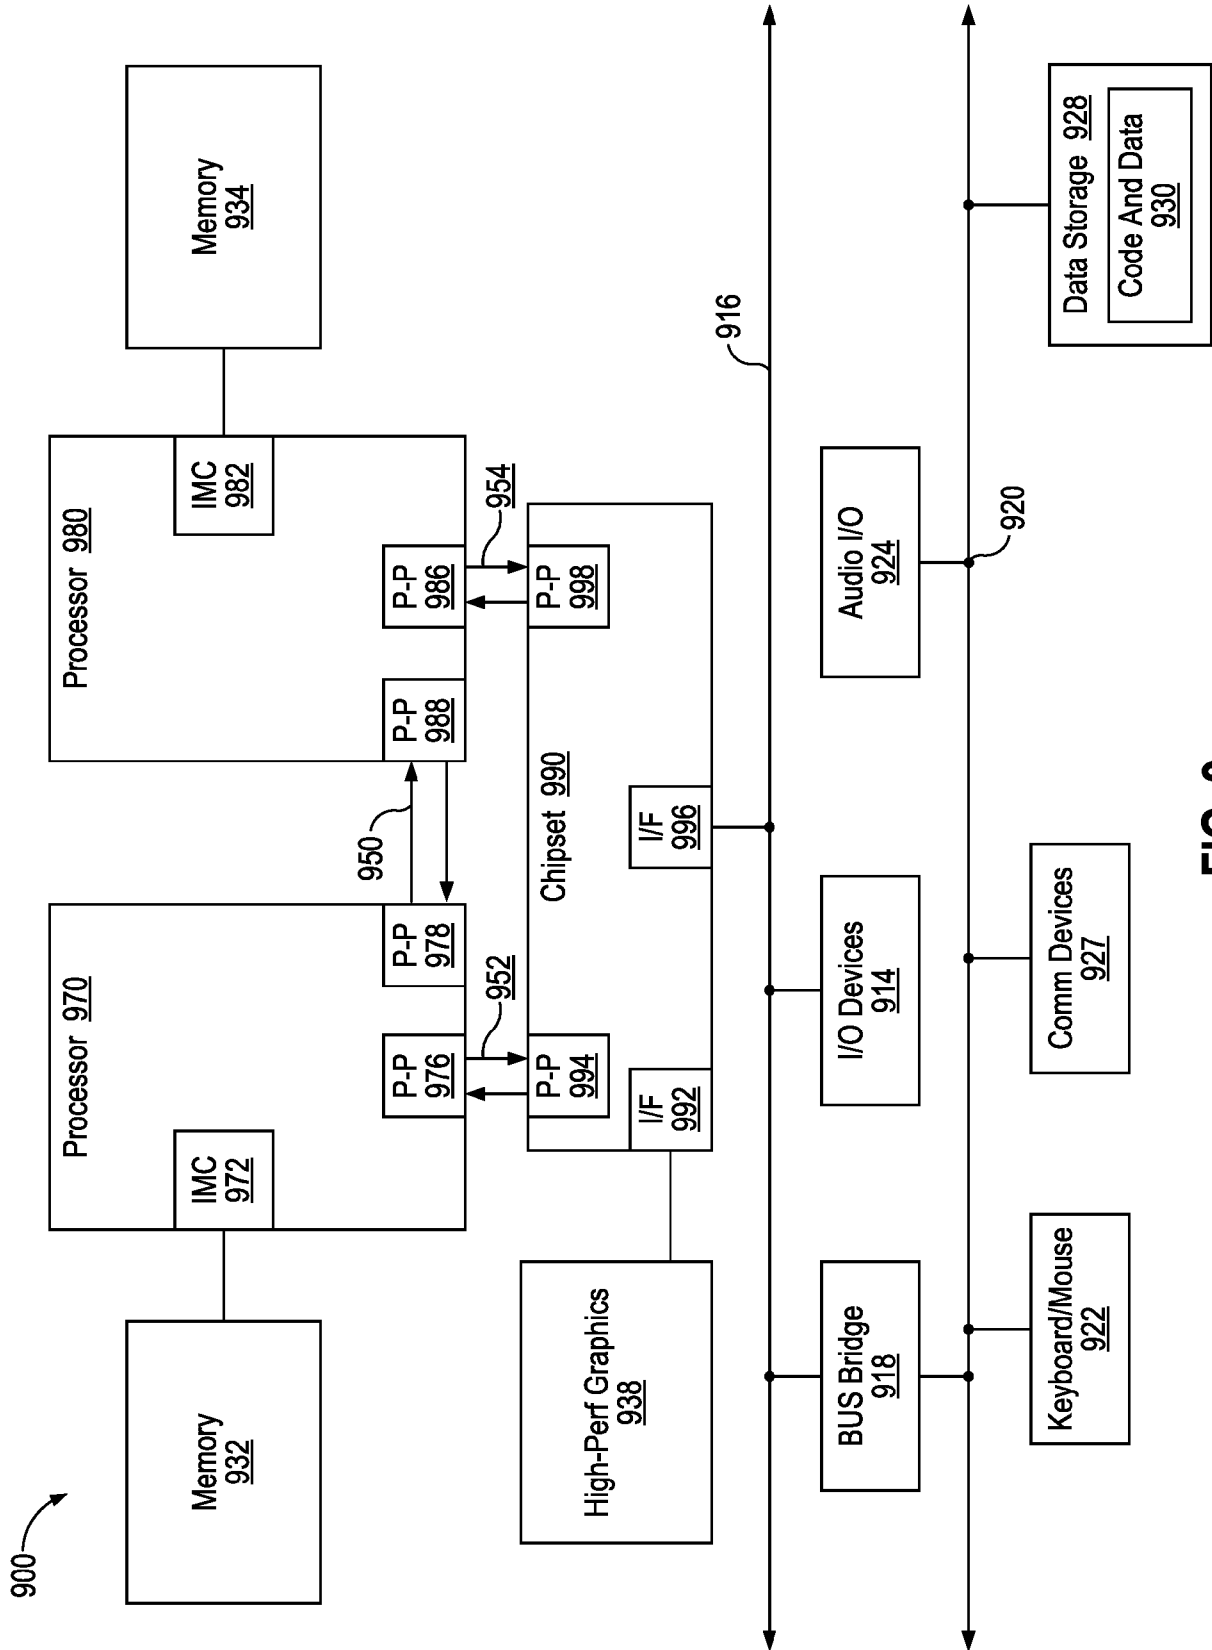 900
Processor 970
Processor 980
Memory
932
IMC
972
IMC
982
Memory
934
950
P-P
976
P-P
978
P-P
988
P-P
986
952
954
P-P
994
Chipset 990
P-P
998
High-Perf Graphics
938
I/F
992
I/F
996
916
BUS Bridge
918
I/O Devices
914
Audio I/O
924
920
Keyboard/Mouse
922
Comm Devices
927
Data Storage 928
Code And Data
930
FIG.